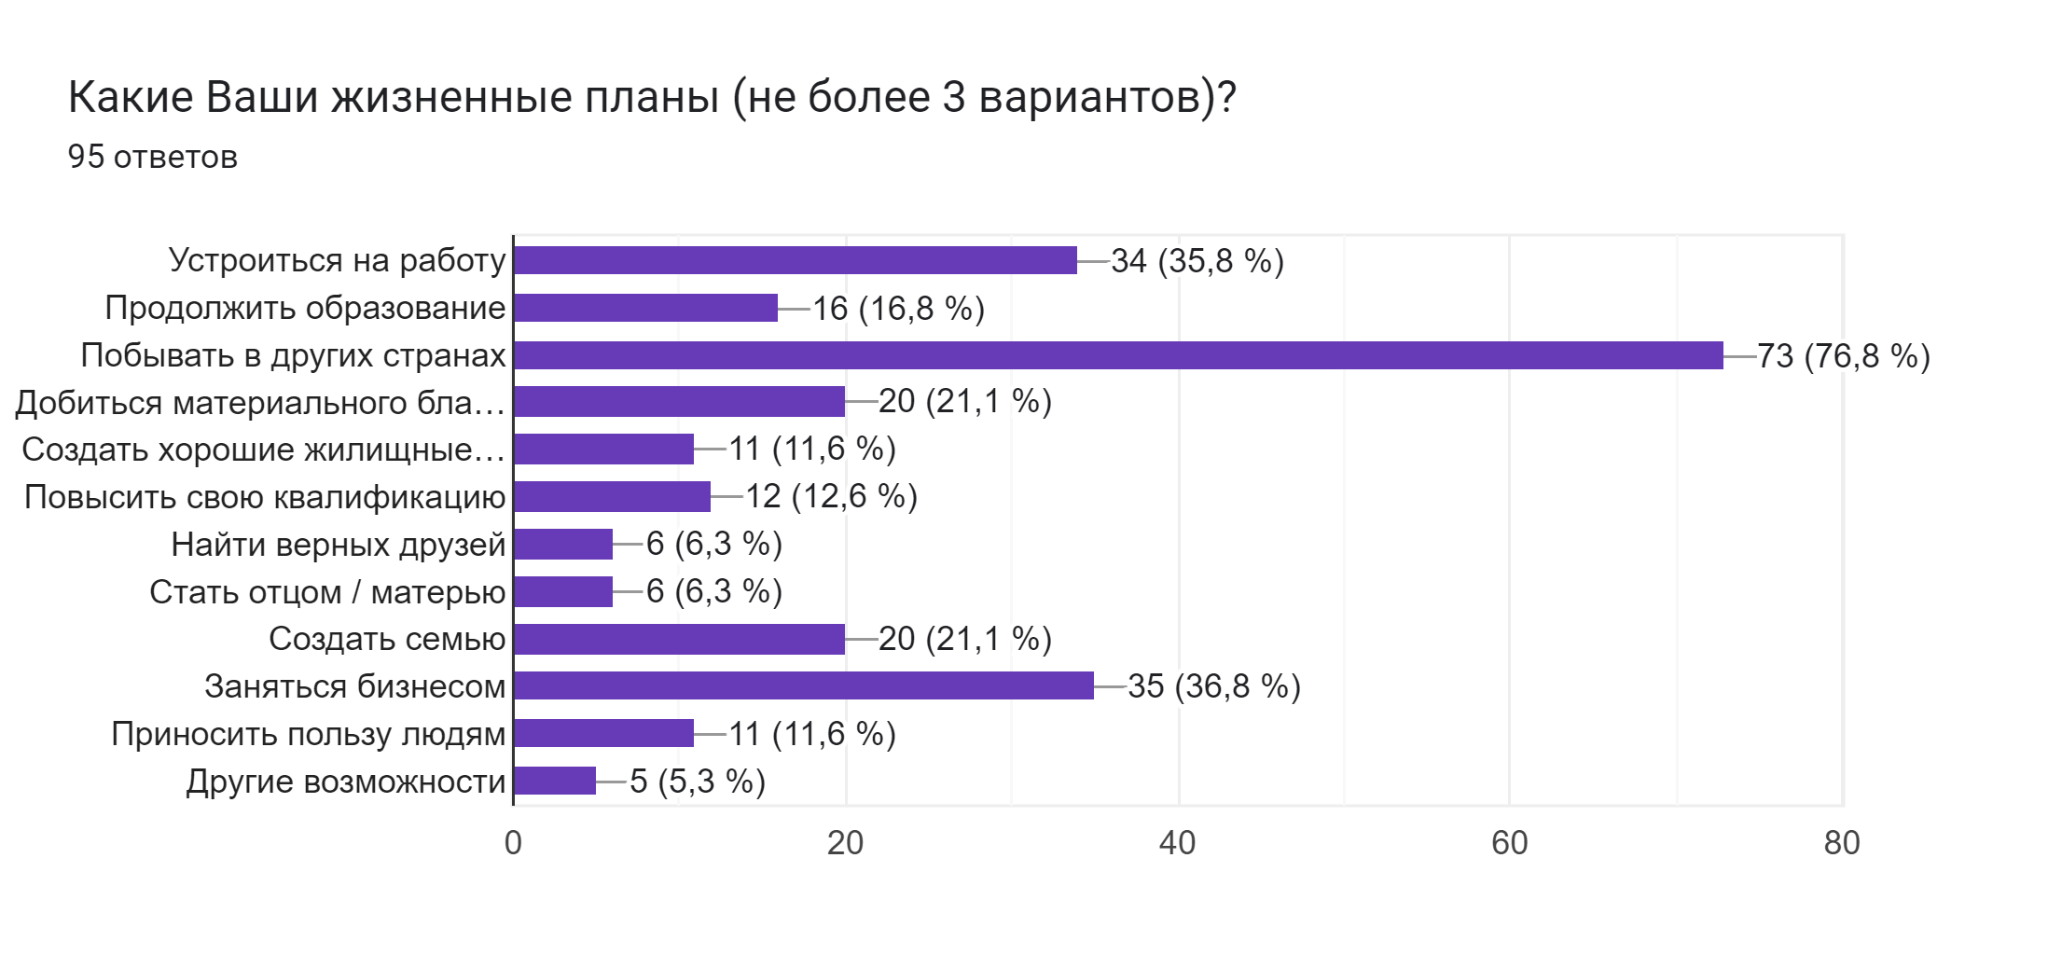 Какие Ваши жизненные планы (не более 3 вариантов)?
95 ответов
Устроиться на работу 34 (35,8 %)
Продолжить образование 16 (16,8 %)
Побывать в других странах 73 (76,8 %)
Добиться материального бла… 20 (21,1 %)
Создать хорошие жилищные… 11 (11,6 %)
Повысить свою квалификацию 12 (12,6 %)
Найти верных друзей 6 (6,3 %)
Стать отцом / матерью 6 (6,3 %)
Создать семью 20 (21,1 %)
Заняться бизнесом 35 (36,8 %)
Приносить пользу людям 11 (11,6 %)
Другие возможности 5 (5,3 %)
0 20 40 60 80